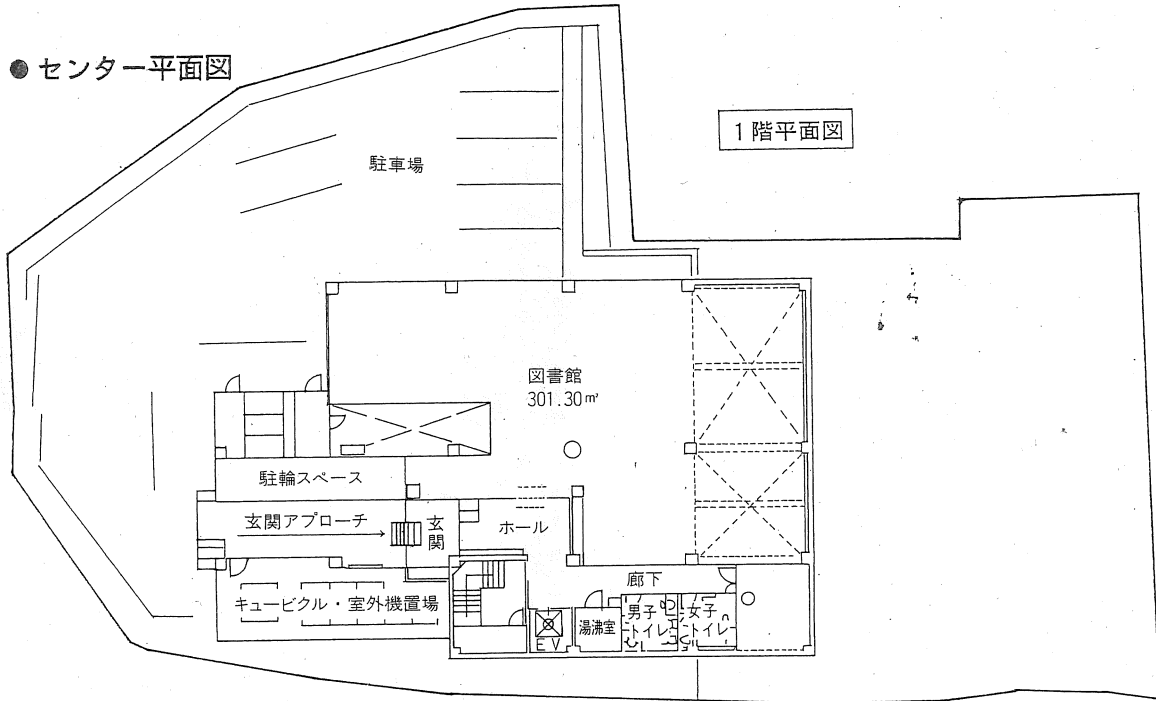 ● センター平面図
1階平面図
駐車場
図書館
301.30㎡
駐輪スペース
玄関アプローチ
玄関
ホール
廊下
キュービクル・室外機置場
EV
湯沸室
男子
トイレ
女子
トイレ